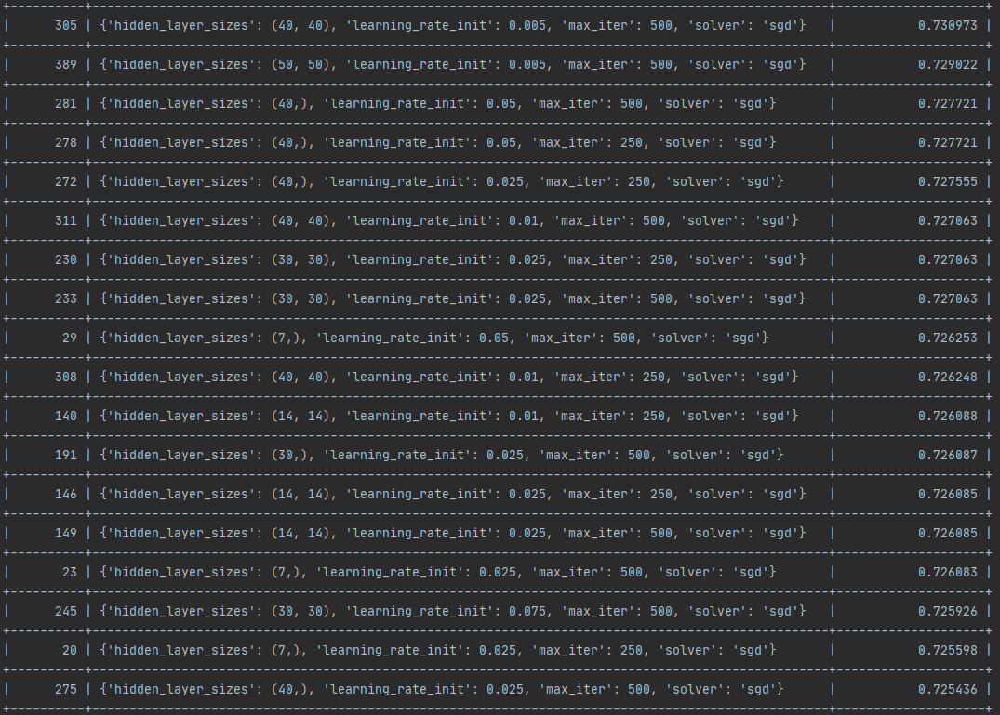 | 305 | {'hidden_layer_sizes': (40, 40), 'learning_rate_init': 0.005, 'max_iter': 500, 'solver': 'sgd'} | 0.730973 |
| 389 | {'hidden_layer_sizes': (50, 50), 'learning_rate_init': 0.005, 'max_iter': 500, 'solver': 'sgd'} | 0.729022 |
| 281 | {'hidden_layer_sizes': (40,), 'learning_rate_init': 0.05, 'max_iter': 500, 'solver': 'sgd'} | 0.727721 |
| 278 | {'hidden_layer_sizes': (40,), 'learning_rate_init': 0.05, 'max_iter': 250, 'solver': 'sgd'} | 0.727721 |
| 272 | {'hidden_layer_sizes': (40,), 'learning_rate_init': 0.025, 'max_iter': 250, 'solver': 'sgd'} | 0.727555 |
| 311 | {'hidden_layer_sizes': (40, 40), 'learning_rate_init': 0.01, 'max_iter': 500, 'solver': 'sgd'} | 0.727063 |
| 230 | {'hidden_layer_sizes': (30, 30), 'learning_rate_init': 0.025, 'max_iter': 250, 'solver': 'sgd'} | 0.727063 |
| 233 | {'hidden_layer_sizes': (30, 30), 'learning_rate_init': 0.025, 'max_iter': 500, 'solver': 'sgd'} | 0.727063 |
| 29 | {'hidden_layer_sizes': (7,), 'learning_rate_init': 0.05, 'max_iter': 500, 'solver': 'sgd'} | 0.726253 |
| 308 | {'hidden_layer_sizes': (40, 40), 'learning_rate_init': 0.01, 'max_iter': 250, 'solver': 'sgd'} | 0.726248 |
| 140 | {'hidden_layer_sizes': (14, 14), 'learning_rate_init': 0.01, 'max_iter': 250, 'solver': 'sgd'} | 0.726088 |
| 191 | {'hidden_layer_sizes': (30,), 'learning_rate_init': 0.025, 'max_iter': 500, 'solver': 'sgd'} | 0.726087 |
| 146 | {'hidden_layer_sizes': (14, 14), 'learning_rate_init': 0.025, 'max_iter': 250, 'solver': 'sgd'} | 0.726085 |
| 149 | {'hidden_layer_sizes': (14, 14), 'learning_rate_init': 0.025, 'max_iter': 500, 'solver': 'sgd'} | 0.726085 |
| 23 | {'hidden_layer_sizes': (7,), 'learning_rate_init': 0.025, 'max_iter': 500, 'solver': 'sgd'} | 0.726083 |
| 245 | {'hidden_layer_sizes': (30, 30), 'learning_rate_init': 0.075, 'max_iter': 500, 'solver': 'sgd'} | 0.725926 |
| 20 | {'hidden_layer_sizes': (7,), 'learning_rate_init': 0.025, 'max_iter': 250, 'solver': 'sgd'} | 0.725598 |
| 275 | {'hidden_layer_sizes': (40,), 'learning_rate_init': 0.025, 'max_iter': 500, 'solver': 'sgd'} | 0.725436 |